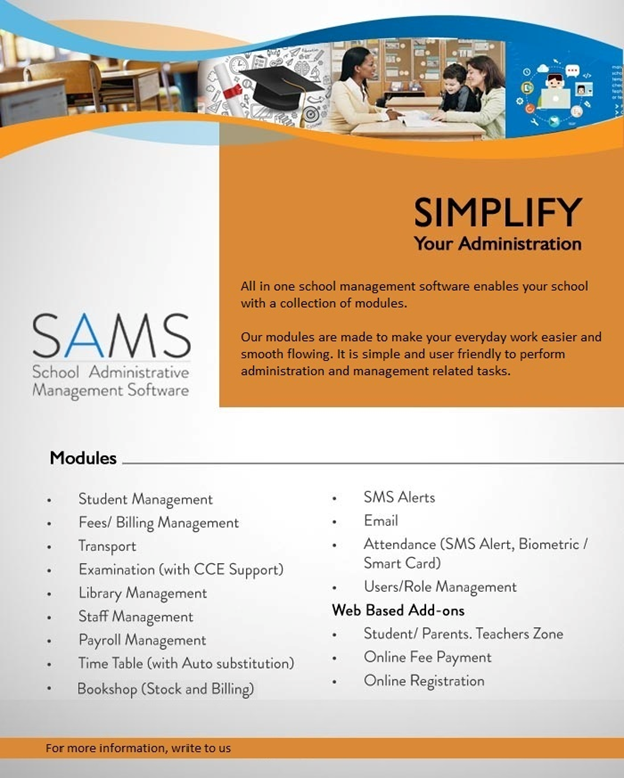 SIMPLIFY
Your Administration
All in one school management software enables your school
with a collection of modules.
Our modules are made to make your everyday work easier and
smooth flowing. It is simple and user friendly to perform
administration and management related tasks.
SAMS
School Administrative
Management Software
Modules
• Student Management
• Fees/ Billing Management
• Transport
• Examination (with CCE Support)
• Library Management
• Staff Management
• Payroll Management
• Time Table (with Auto substitution)
• Bookshop (Stock and Billing)
• SMS Alerts
• Email
• Attendance (SMS Alert, Biometric /
Smart Card)
• Users/Role Management
Web Based Add-ons
• Student/ Parents. Teachers Zone
• Online Fee Payment
• Online Registration
For more information, write to us